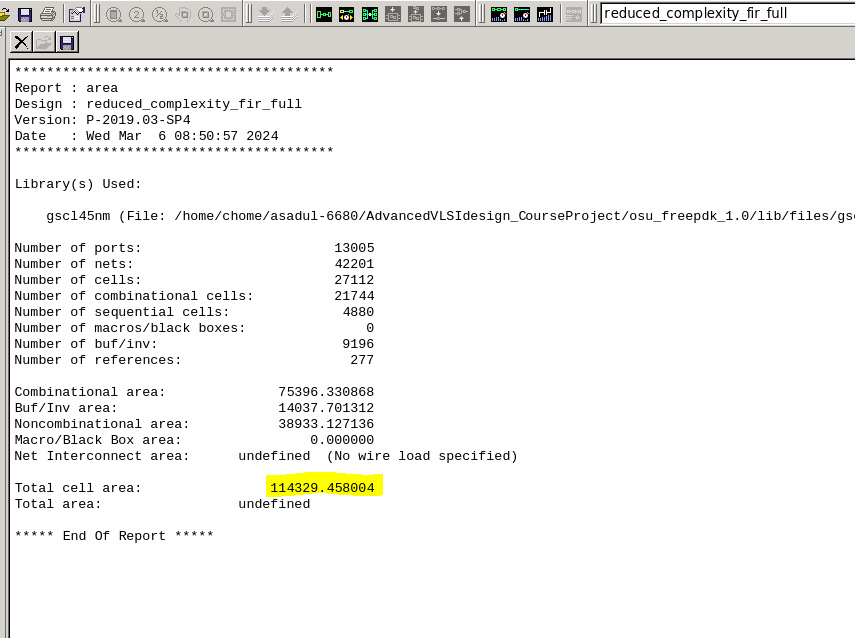 reduced_complexity_fir_full
****************************************
Report : area
Design : reduced_complexity_fir_full
Version: P-2019.03-SP4
Date   : Wed Mar  6 08:50:57 2024
****************************************
Library(s) Used:
gscl45nm (File: /home/chome/asadul-6680/AdvancedVLSIdesign_CourseProject/osu_freepdk_1.0/lib/files/gsc
Number of ports: 13005
Number of nets: 42201
Number of cells: 27112
Number of combinational cells: 21744
Number of sequential cells: 4880
Number of macros/black boxes: 0
Number of buf/inv: 9196
Number of references: 277
Combinational area: 75396.330868
Buf/Inv area: 14037.701312
Noncombinational area: 38933.127136
Macro/Black Box area: 0.000000
Net Interconnect area: undefined  (No wire load specified)
Total cell area: 114329.458004
Total area: undefined
***** End Of Report *****